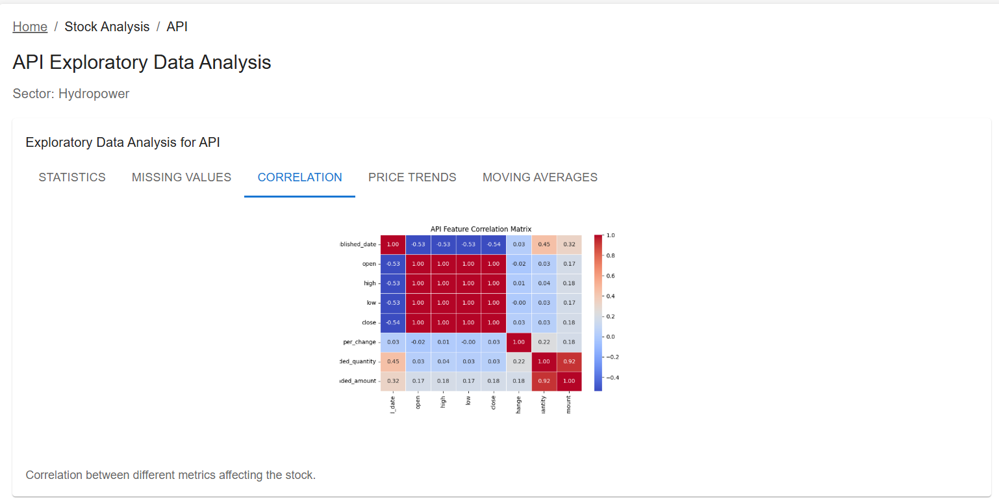 Home / Stock Analysis / API
API Exploratory Data Analysis
Sector: Hydropower
Exploratory Data Analysis for API
STATISTICS MISSING VALUES CORRELATION PRICE TRENDS MOVING AVERAGES
API Feature Correlation Matrix
blished_date 1.00 -0.53 -0.53 -0.53 -0.54 0.03 0.45 0.32
open -0.53 1.00 1.00 1.00 1.00 -0.02 0.03 0.17
high -0.53 1.00 1.00 1.00 1.00 0.01 0.04 0.18
low -0.53 1.00 1.00 1.00 1.00 -0.00 0.03 0.17
close -0.54 1.00 1.00 1.00 1.00 0.03 0.03 0.18
per_change 0.03 -0.02 0.01 -0.00 0.03 1.00 0.22 0.18
ded_quantity 0.45 0.03 0.04 0.03 0.03 0.22 1.00 0.92
ded_amount 0.32 0.17 0.18 0.17 0.18 0.18 0.92 1.00
_date open high low close hange antity mount
1.0
0.8
0.6
0.4
0.2
0.0
−0.2
−0.4
Correlation between different metrics affecting the stock.